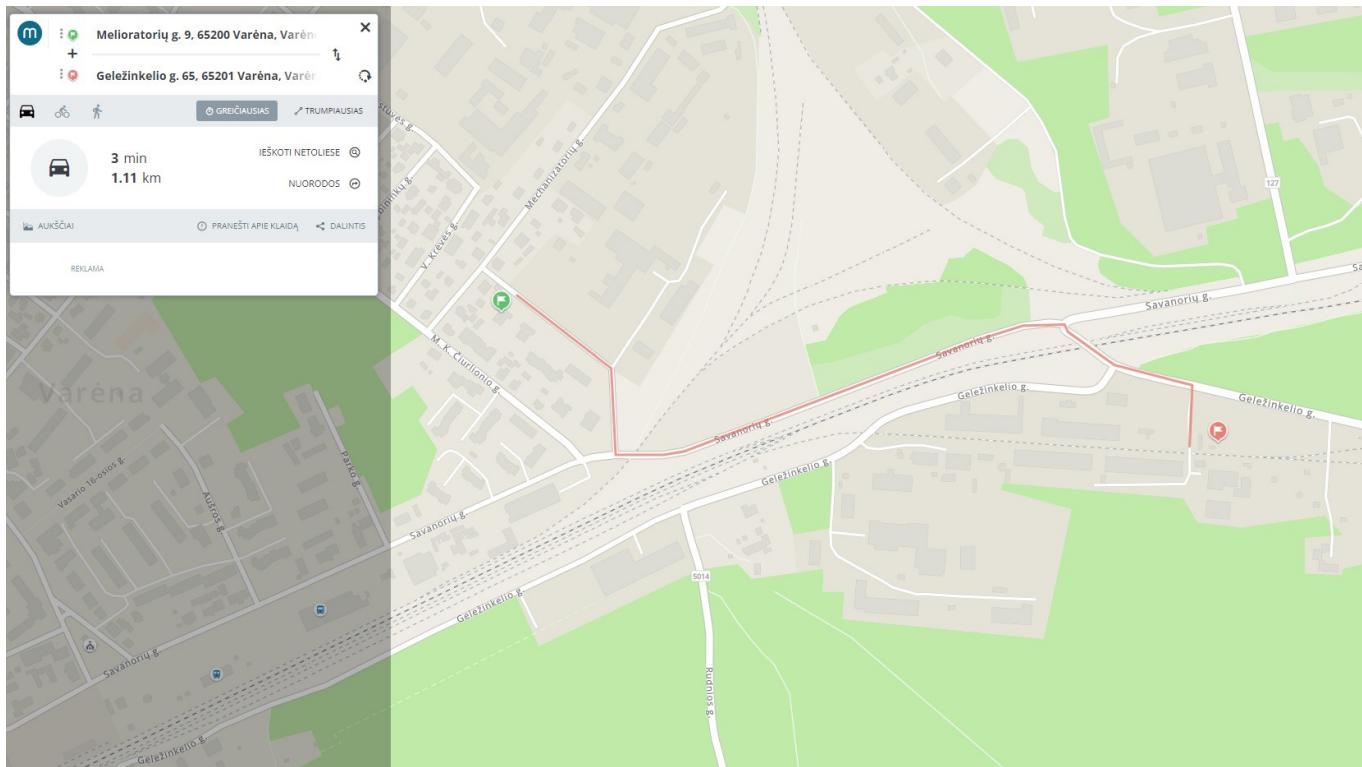 m
Melioratorių g. 9, 65200 Varėna, Varėn
Geležinkelio g. 65, 65201 Varėna, Varėn
GREIČIAUSIAS
TRUMPIAUSIAS
3 min
1.11 km
IEŠKOTI NETOLIESE
NUORODOS
AUKŠČIAI
PRANEŠTI APIE KLAIDĄ
DALINTIS
REKLAMA
Mechanizatorių g.
V. Krėvės g.
M. K. Čiurlionio g.
127
Savanorių g.
Savanorių g.
Savanorių g.
Geležinkelio g.
Geležinkelio g.
Geležinkelio g.
Varėna
Parko g.
Vasario 16-osios g.
Aušros g.
Savanorių g.
5014
Geležinkelio g.
Savanorių g.
Rudnios g.
Geležinkelio g.